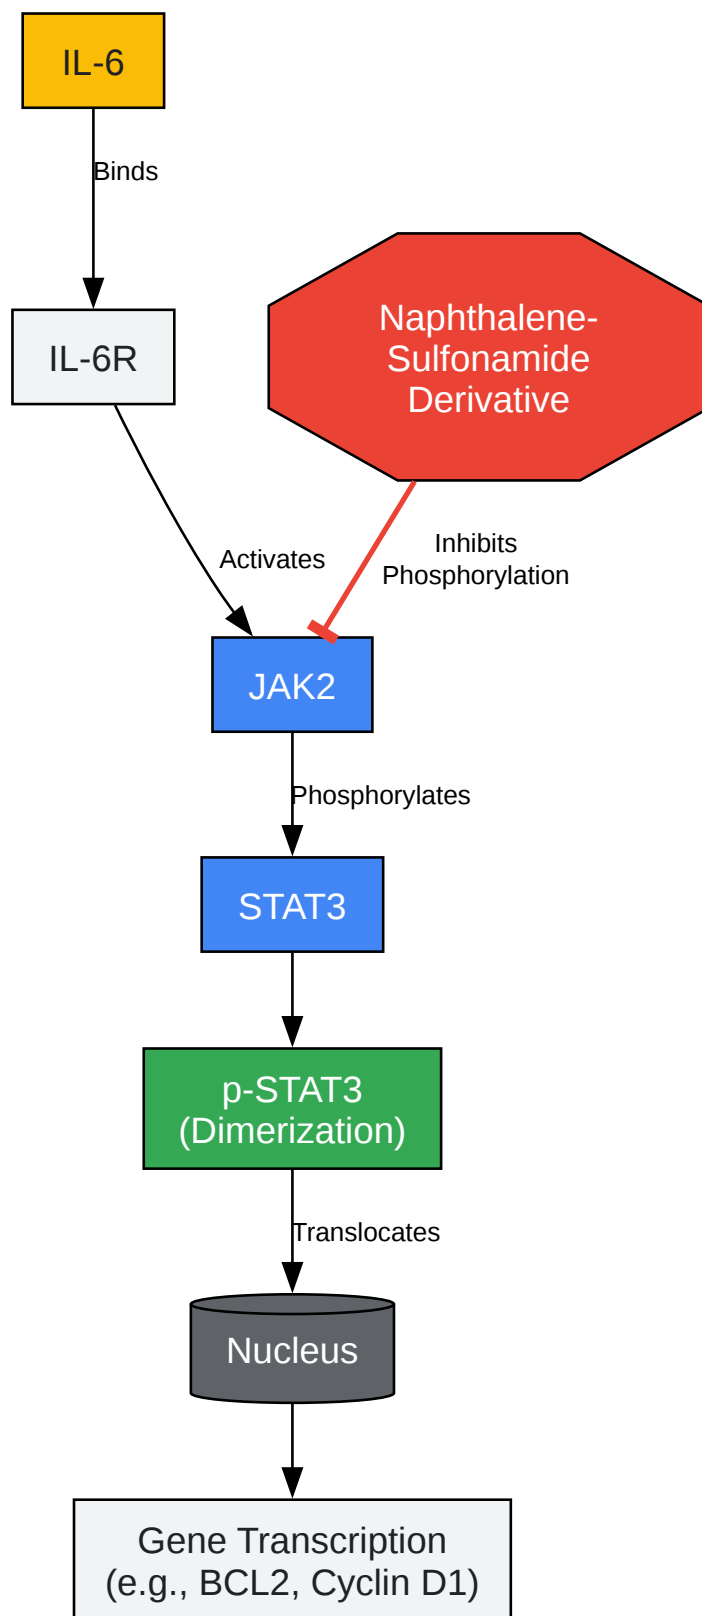 IL-6
Binds
IL-6R
Naphthalene-
Sulfonamide
Derivative
Activates
Inhibits
Phosphorylation
JAK2
Phosphorylates
STAT3
p-STAT3
(Dimerization)
Translocates
Nucleus
Gene Transcription
(e.g., BCL2, Cyclin D1)